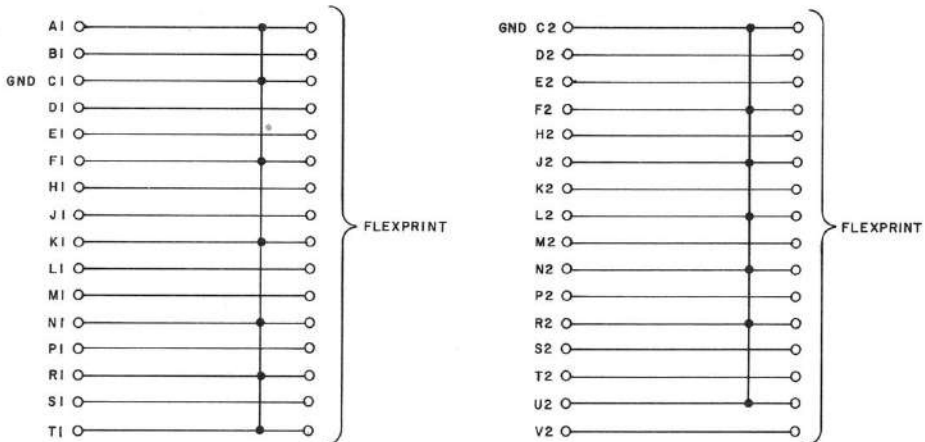 A1
B1
GND C1
D1
E1
F1
H1
J1
K1
L1
M1
N1
P1
R1
S1
T1
FLEXPRINT
GND C2
D2
E2
F2
H2
J2
K2
L2
M2
N2
P2
R2
S2
T2
U2
V2
FLEXPRINT